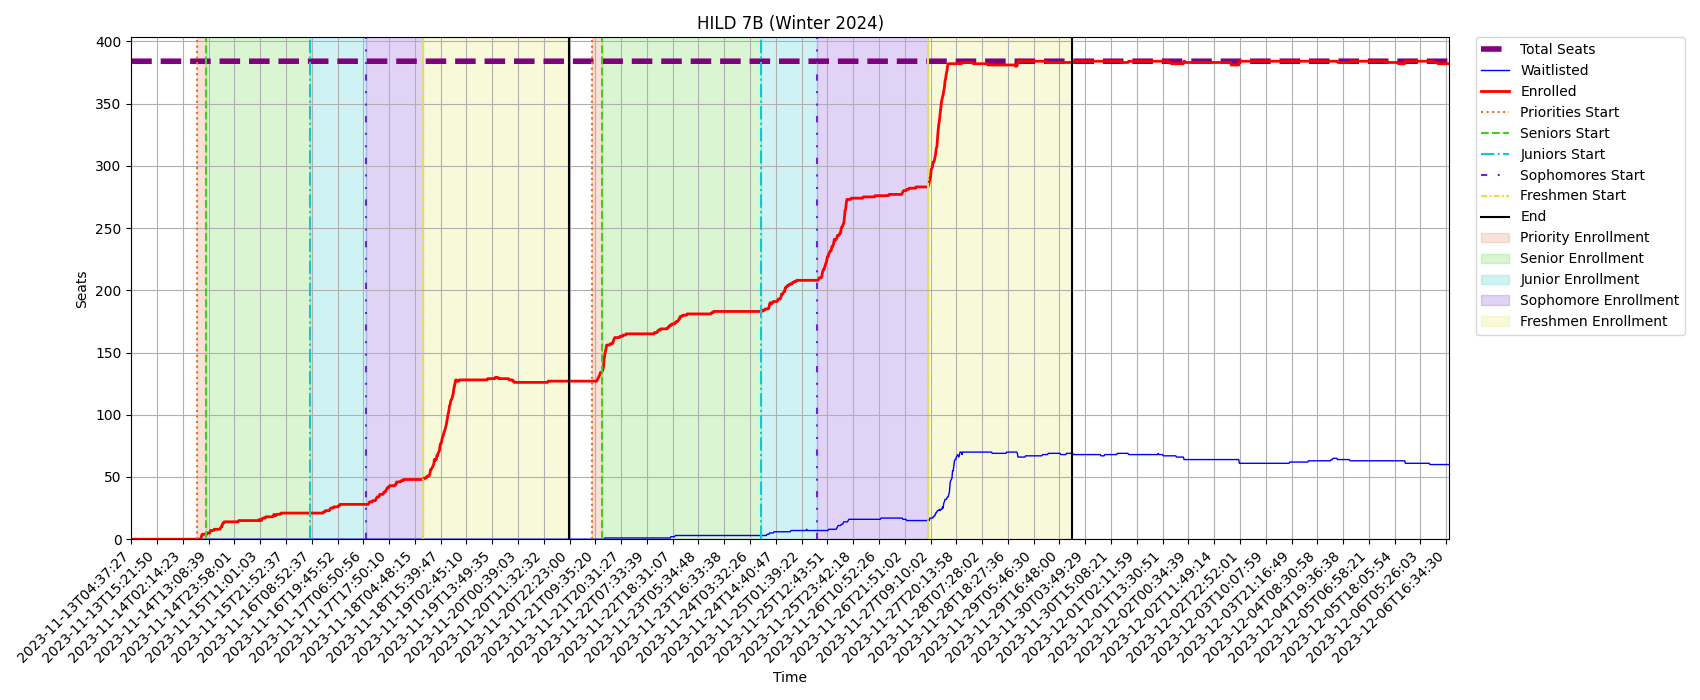 HILD 7B (Winter 2024)
Seats
400
350
300
250
200
150
100
50
0
2023-11-13T04:37:27
2023-11-13T15:21:50
2023-11-14T02:14:23
2023-11-14T13:08:39
2023-11-14T23:58:01
2023-11-15T11:01:03
2023-11-15T21:52:37
2023-11-16T08:52:37
2023-11-16T19:45:52
2023-11-17T06:50:56
2023-11-17T17:50:10
2023-11-18T04:48:15
2023-11-18T15:39:47
2023-11-19T02:45:10
2023-11-19T13:49:35
2023-11-20T00:39:03
2023-11-20T11:32:32
2023-11-20T22:23:00
2023-11-21T09:35:20
2023-11-21T20:31:27
2023-11-22T07:33:39
2023-11-22T18:31:07
2023-11-23T05:34:48
2023-11-23T16:33:38
2023-11-24T03:32:26
2023-11-24T14:40:47
2023-11-25T01:39:22
2023-11-25T12:43:51
2023-11-25T23:42:18
2023-11-26T10:52:26
2023-11-26T21:51:02
2023-11-27T09:10:02
2023-11-27T20:13:58
2023-11-28T07:28:02
2023-11-28T18:27:36
2023-11-29T05:46:30
2023-11-29T16:48:00
2023-11-30T03:49:29
2023-11-30T15:08:21
2023-12-01T02:11:59
2023-12-01T13:30:51
2023-12-02T00:34:39
2023-12-02T11:49:14
2023-12-02T22:52:01
2023-12-03T10:07:59
2023-12-03T21:16:49
2023-12-04T08:30:58
2023-12-04T19:36:38
2023-12-05T06:58:21
2023-12-05T18:05:54
2023-12-06T05:26:03
2023-12-06T16:34:30
Time
Total Seats
Waitlisted
Enrolled
Priorities Start
Seniors Start
Juniors Start
Sophomores Start
Freshmen Start
End
Priority Enrollment
Senior Enrollment
Junior Enrollment
Sophomore Enrollment
Freshmen Enrollment